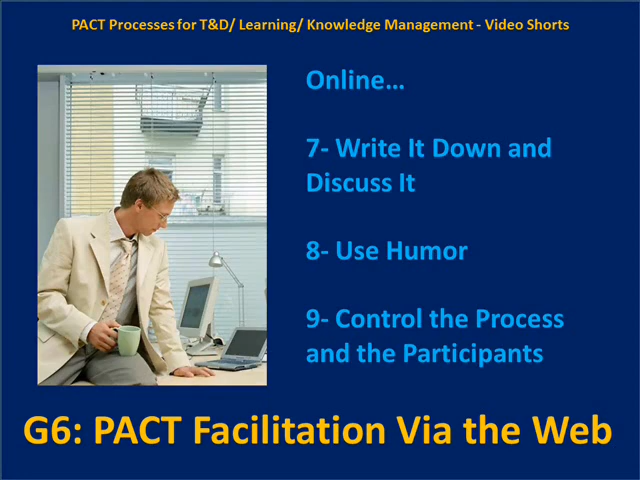 PACT Processes for T&D/ Learning/ Knowledge Management - Video Shorts
Online...
7- Write It Down and
Discuss It
8- Use Humor
9- Control the Process
and the Participants
G6: PACT Facilitation Via the Web